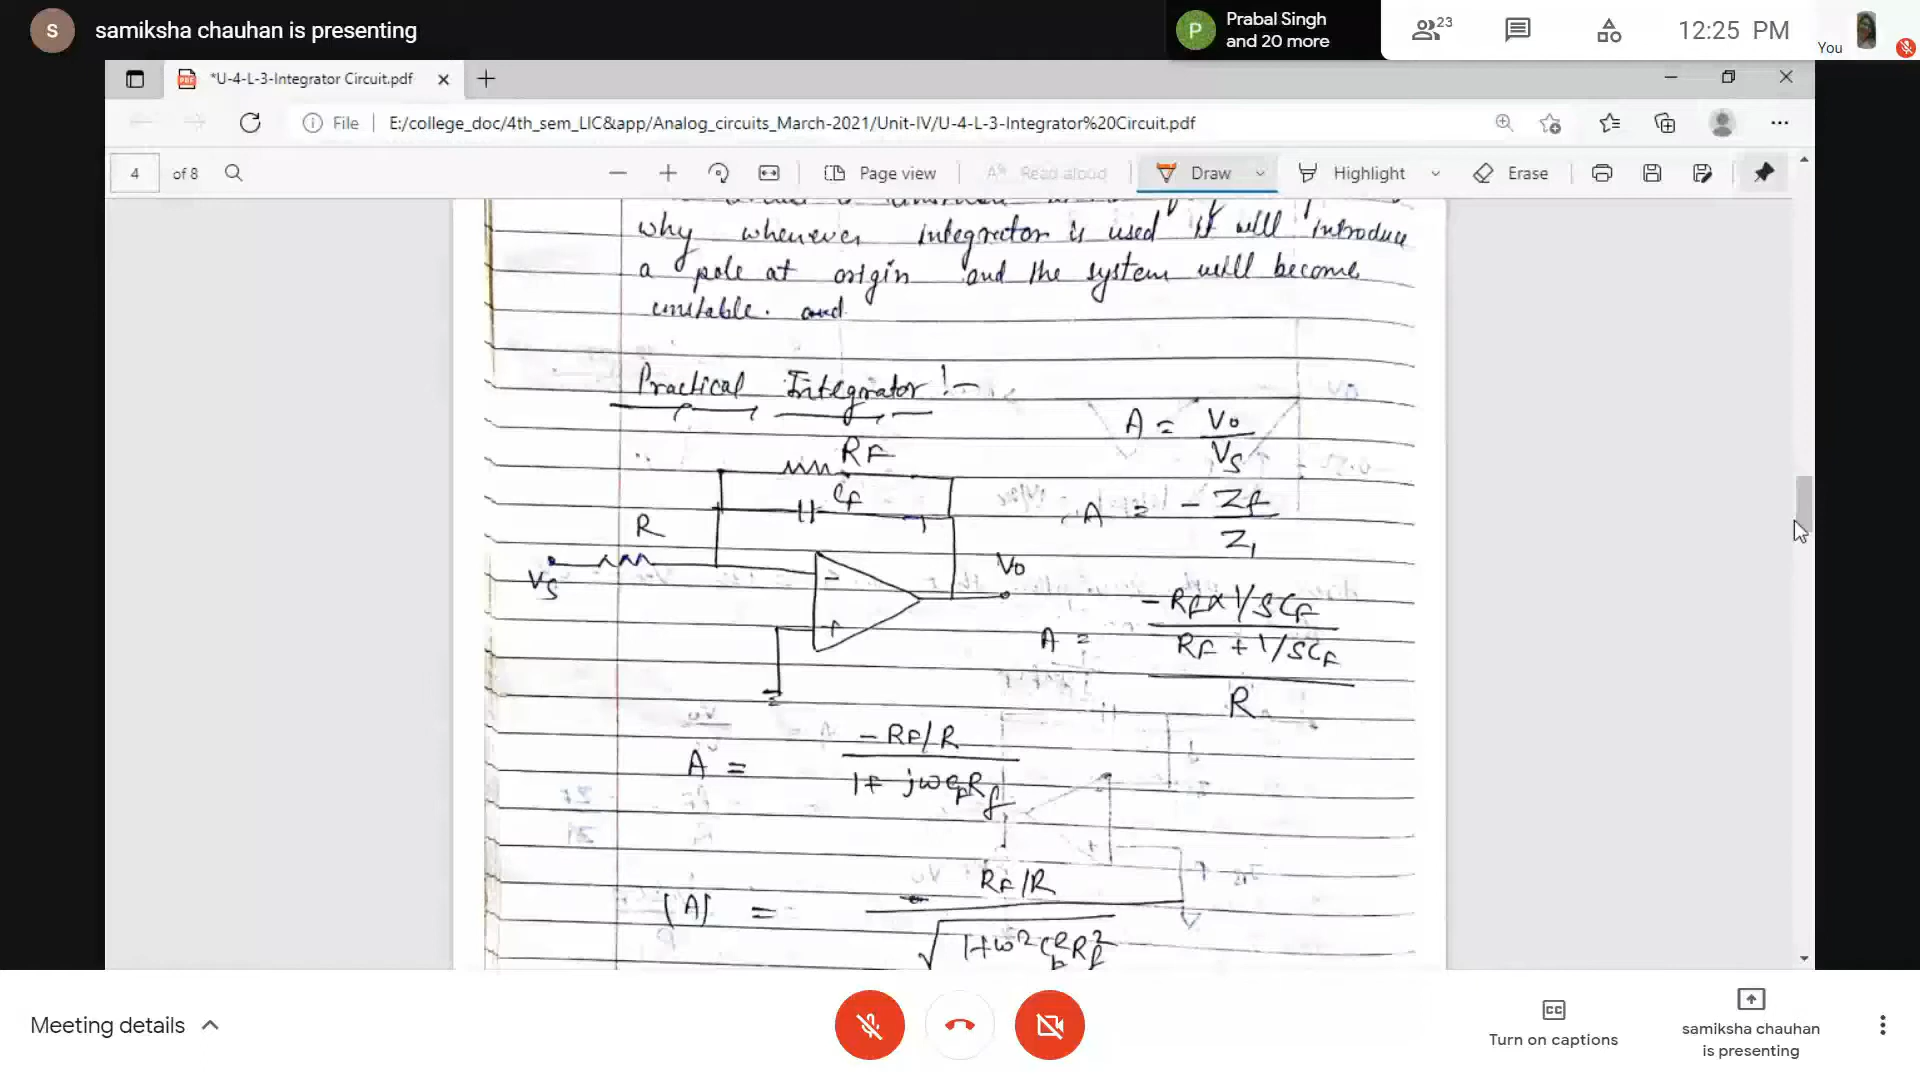 S samiksha chauhan is presenting
P Prabal Singh
and 20 more
23
12:25 PM
You
*U-4-L-3-Integrator Circuit.pdf
File E:/college_doc/4th_sem_LIC&app/Analog_circuits_March-2021/Unit-IV/U-4-L-3-Integrator%20Circuit.pdf
4 of 8 Page view Read aloud Draw Highlight Erase
why whenever integrator is used it will introduce
a pole at origin and the system will become
unstable. and
Practical Integrator :-
A = Vo/Vs
RF
CF
A = - Zf/Z1
R
Vs
Vo
-
+
A = - RF x 1/SCF
RF + 1/SCF
R
A = -RF/R
1+ jωCFRf
|A| = RF/R
√1+ω²CF²Rf²
Meeting details
CC
Turn on captions
samiksha chauhan
is presenting